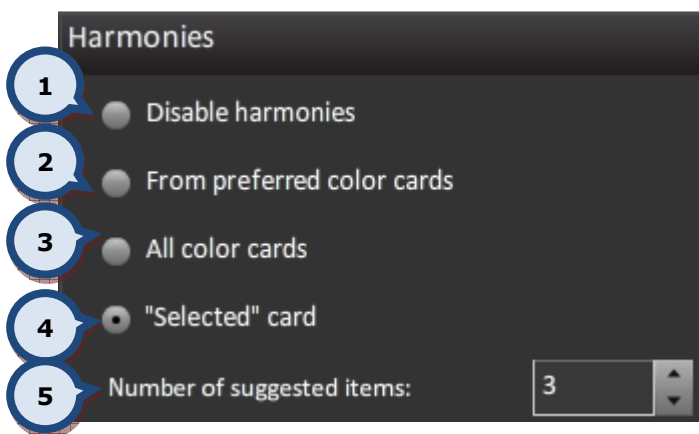 Harmonies
1 Disable harmonies
2 From preferred color cards
3 All color cards
4 "Selected" card
5 Number of suggested items: 3